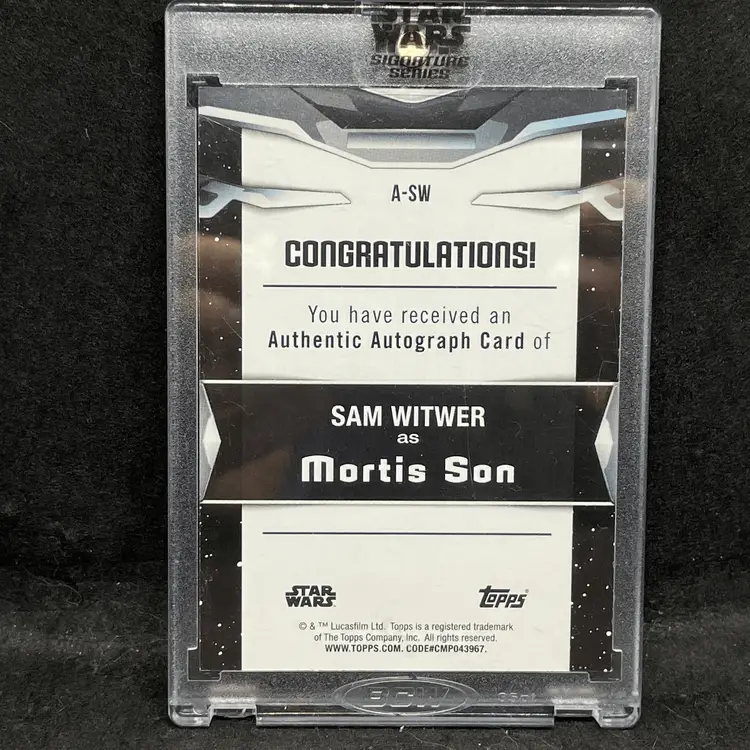 STAR
WARS
SIGNATURE
SERIES
A-SW
CONGRATULATIONS!
You have received an
Authentic Autograph Card of
SAM WITWER
as
Mortis Son
STAR
WARS
TOPPS
© & ™ Lucasfilm Ltd. Topps is a registered trademark
of The Topps Company, Inc. All rights reserved.
WWW.TOPPS.COM. CODE#CMP043967.
BCW